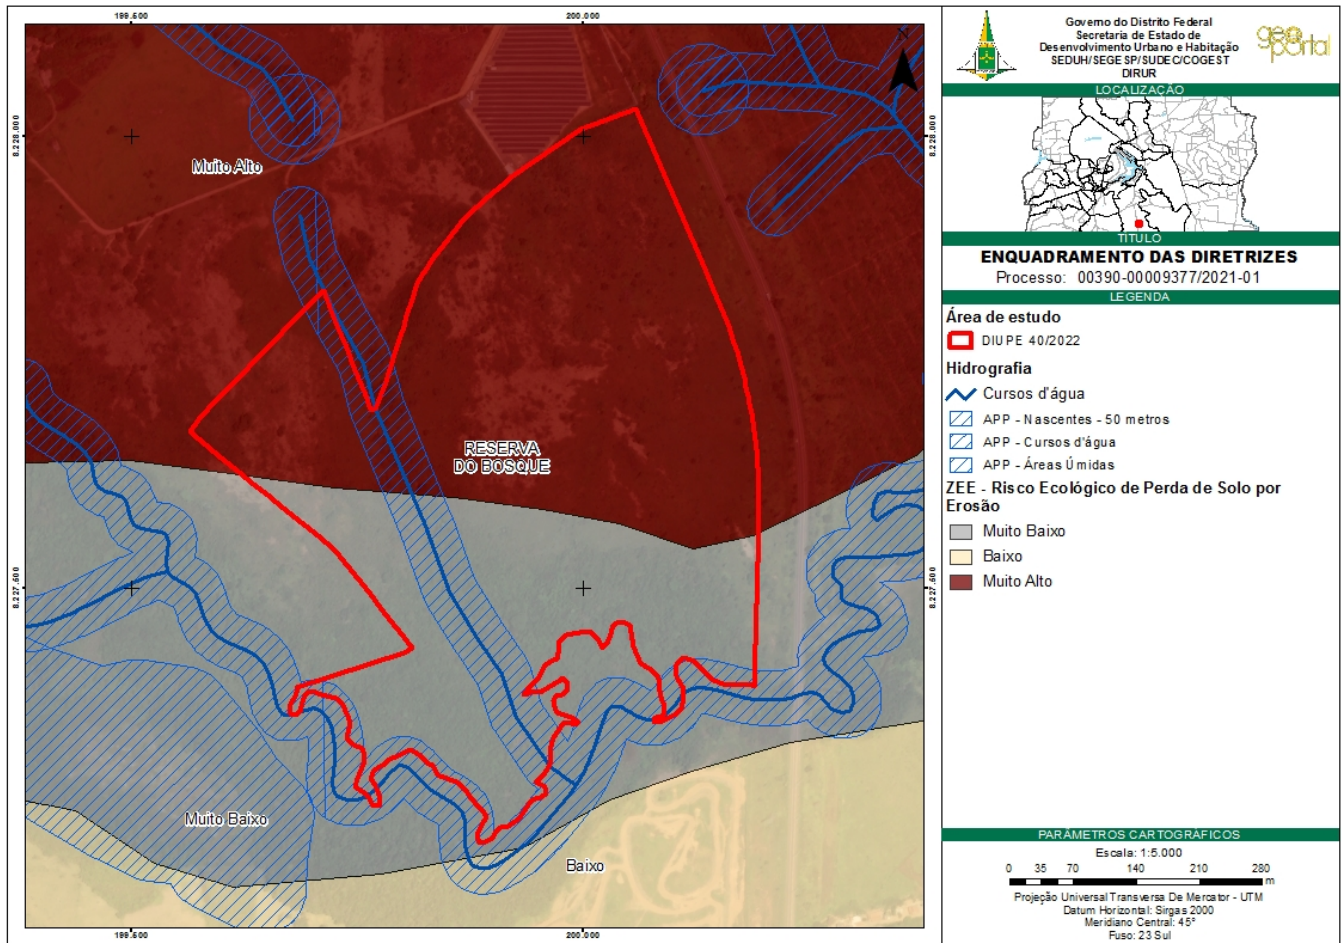 199.500
200.000
8.228.000
8.228.000
Muito Alto
RESERVA
DO BOSQUE
8.227.500
8.227.500
Muito Baixo
Baixo
199.500
200.000
Governo do Distrito Federal
Secretaria de Estado de
Desenvolvimento Urbano e Habitação
SEDUH/SEGESP/SUDEC/COGEST
DIRUR
geo
portal
LOCALIZAÇÃO
TÍTULO
ENQUADRAMENTO DAS DIRETRIZES
Processo: 00390-00009377/2021-01
LEGENDA
Área de estudo
DIUPE 40/2022
Hidrografia
Cursos d'água
APP - Nascentes - 50 metros
APP - Cursos d'água
APP - Áreas Úmidas
ZEE - Risco Ecológico de Perda de Solo por
Erosão
Muito Baixo
Baixo
Muito Alto
PARÂMETROS CARTOGRÁFICOS
Escala: 1:5.000
0 35 70 140 210 280
m
Projeção Universal Transversa De Mercator - UTM
Datum Horizontal: Sirgas 2000
Meridiano Central: 45°
Fuso: 23 Sul